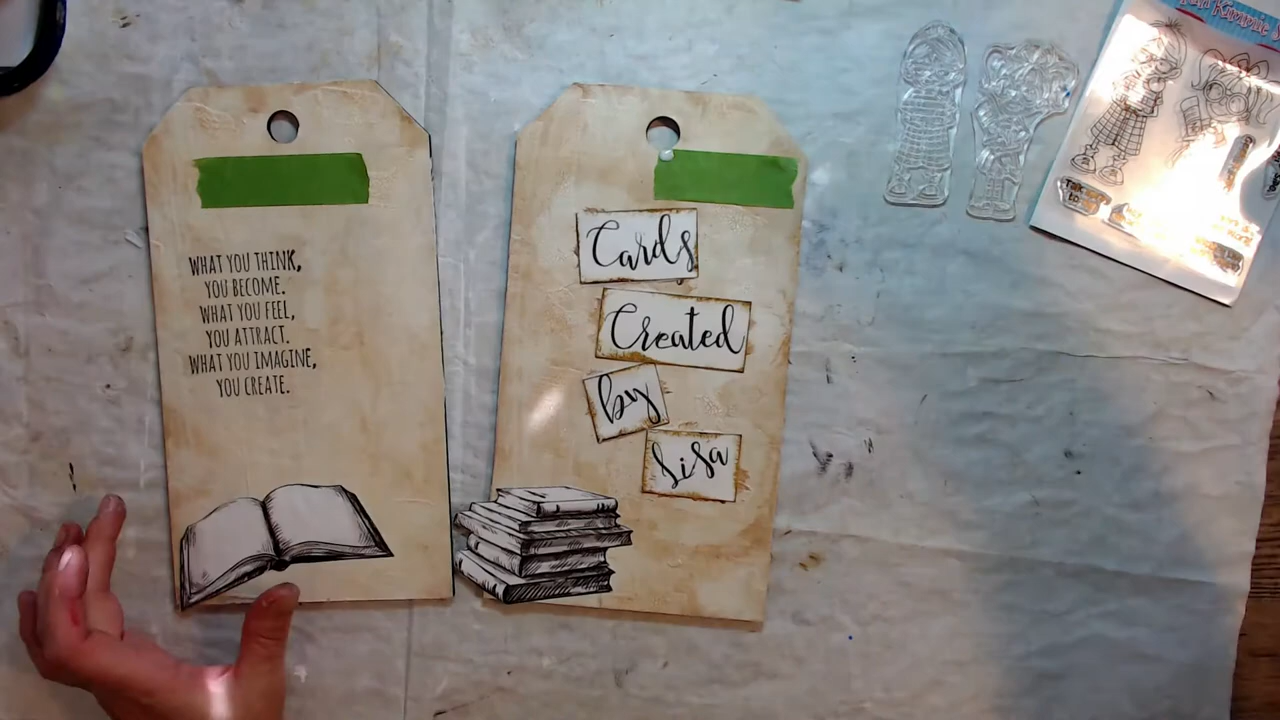 WHAT YOU THINK,
YOU BECOME.
WHAT YOU FEEL,
YOU ATTRACT.
WHAT YOU IMAGINE,
YOU CREATE.
Cards
Created
by
Lisa